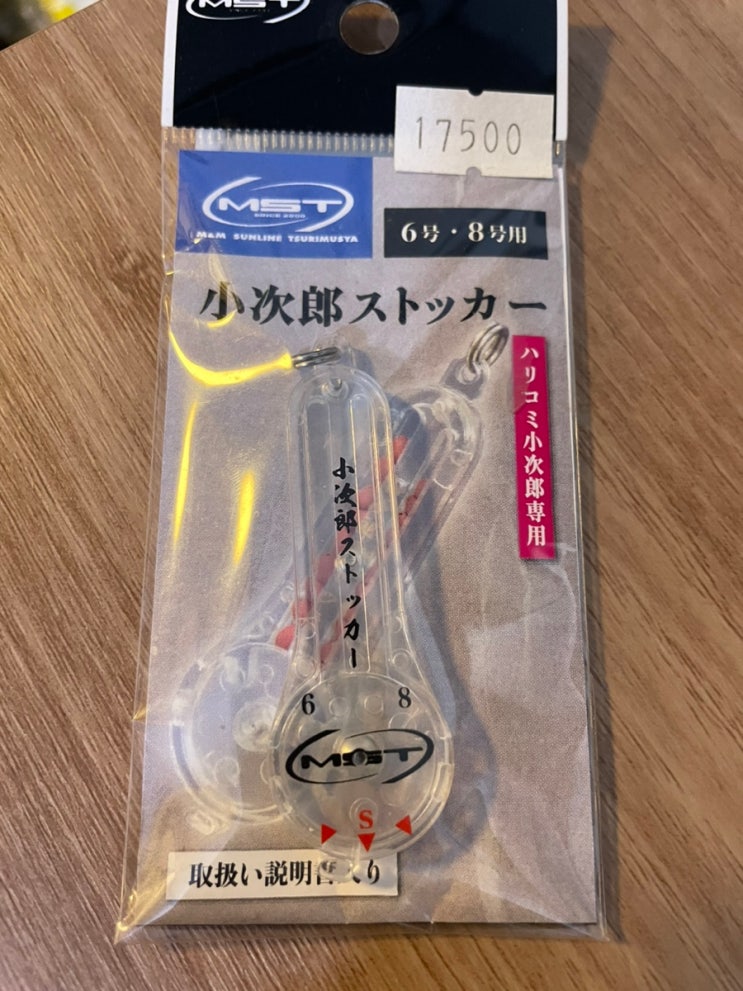 MST
17500
MST
SINCE 2000
M&M SUNLINE TSURIMUSYA
6号・8号用
小次郎ストッカー
ハリコミ小次郎専用
小次郎ストッカー
6 8
MST
S
取扱い説明書入り